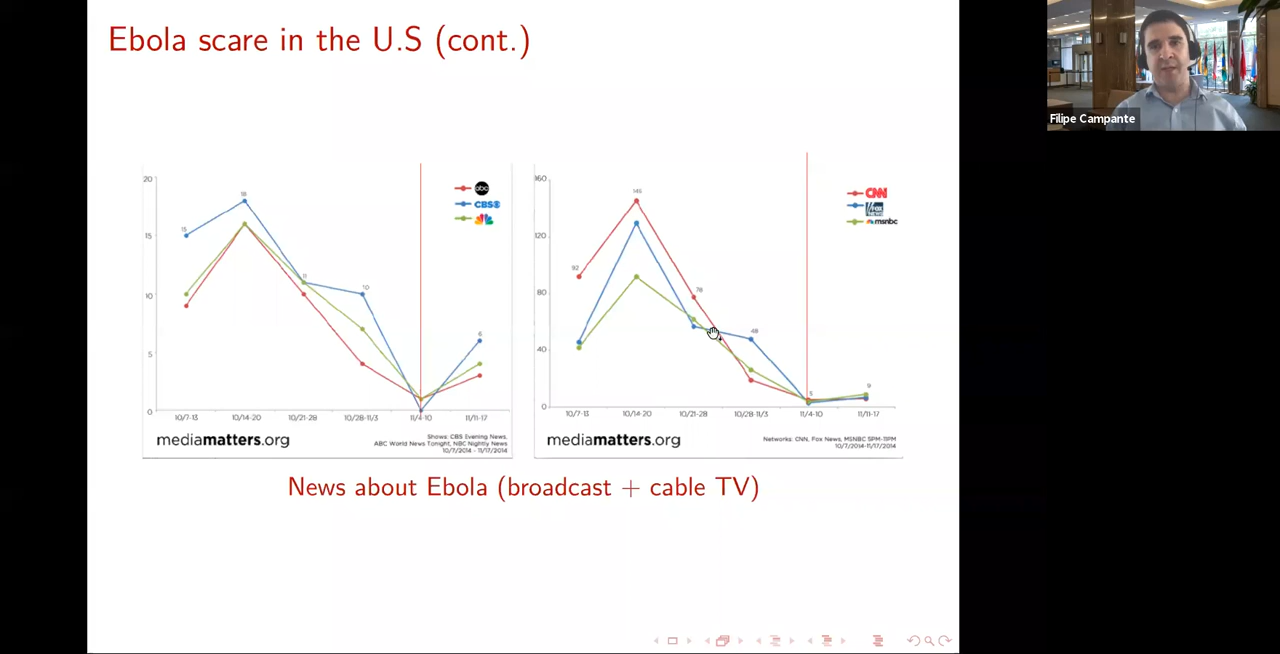 Ebola scare in the U.S (cont.)
Filipe Campante
20
15
10
5
0
15
18
11
10
6
abc
CBS
10/7-13 10/14-20 10/21-28 10/28-11/3 11/4-10 11/11-17
mediamatters.org
Shows: CBS Evening News,
ABC World News Tonight, NBC Nightly News
10/7/2014 - 11/17/2014
160
120
80
40
0
92
146
78
48
5
9
CNN
FOX NEWS
msnbc
10/7-13 10/14-20 10/21-28 10/28-11/3 11/4-10 11/11-17
mediamatters.org
Networks: CNN, Fox News, MSNBC 5PM-11PM
10/7/2014-11/17/2014
News about Ebola (broadcast + cable TV)